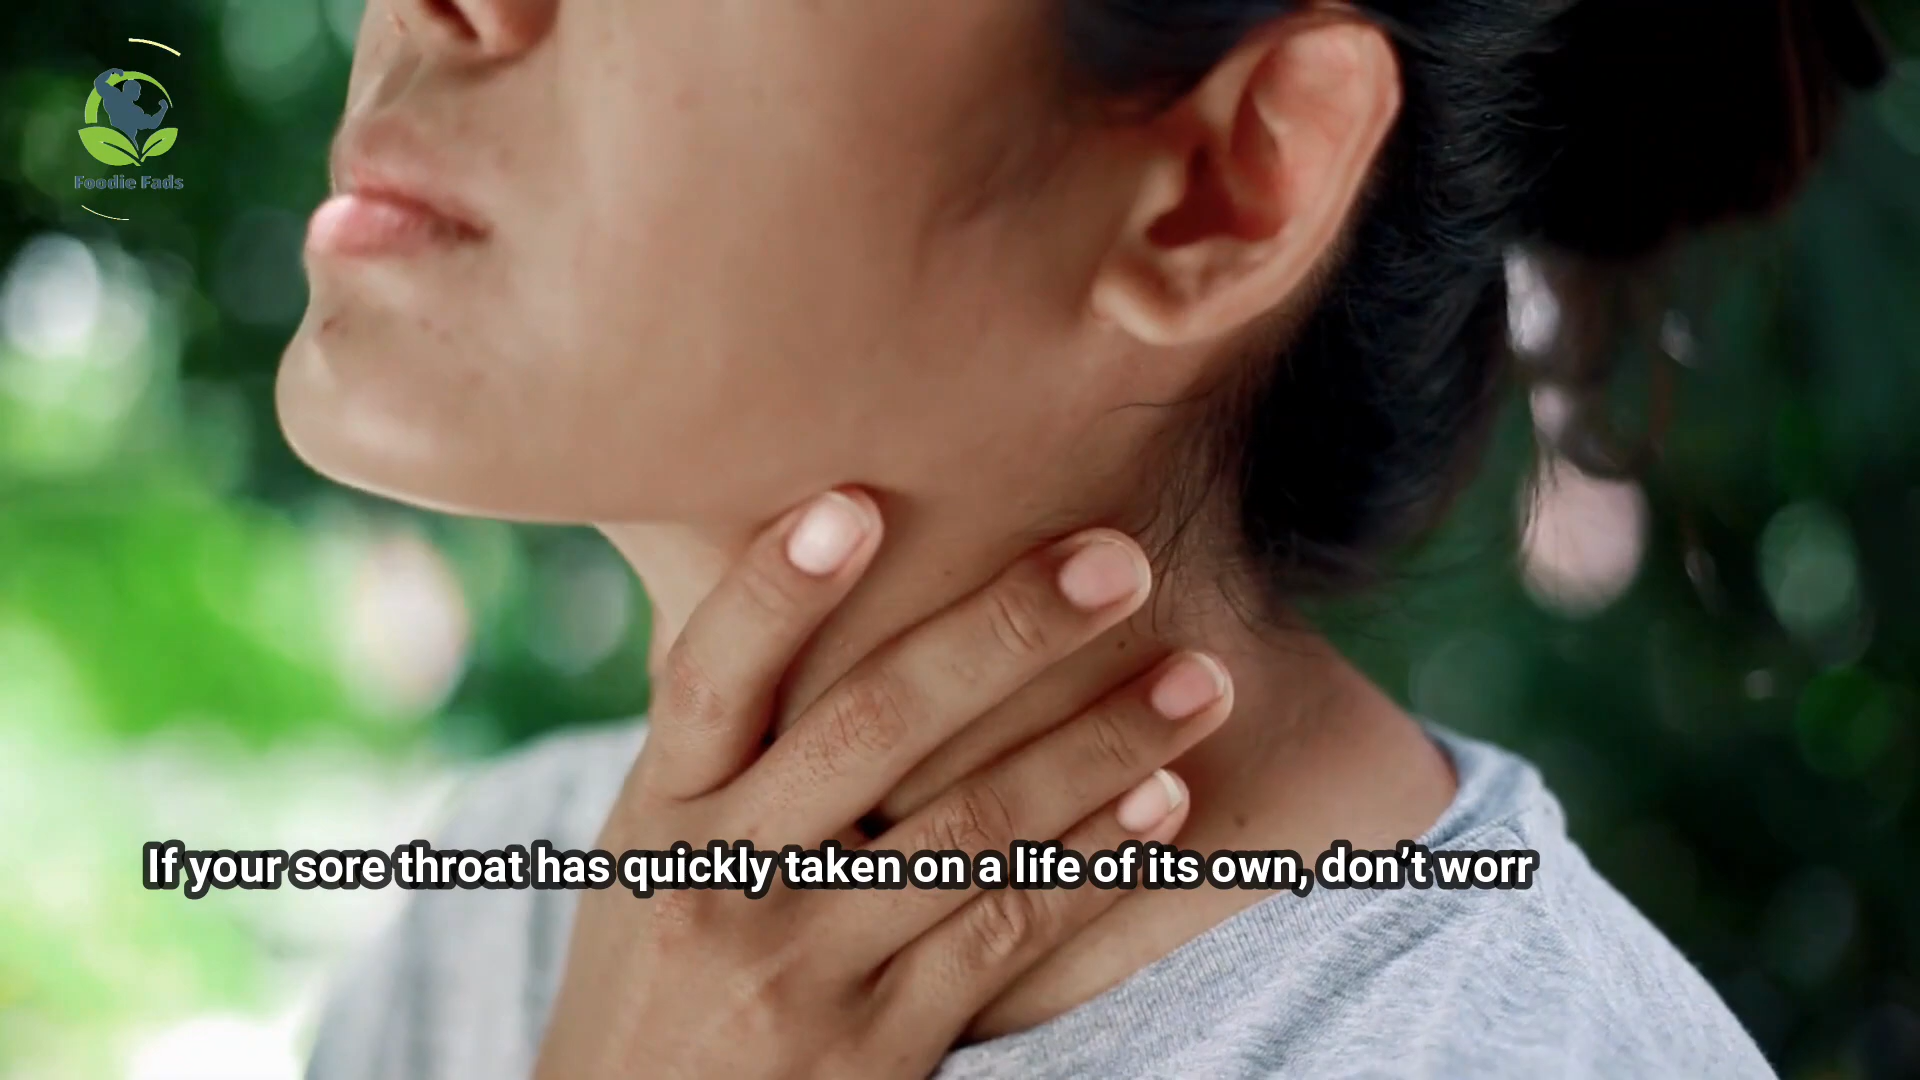 Foodie Fads
If your sore throat has quickly taken on a life of its own, don’t worr